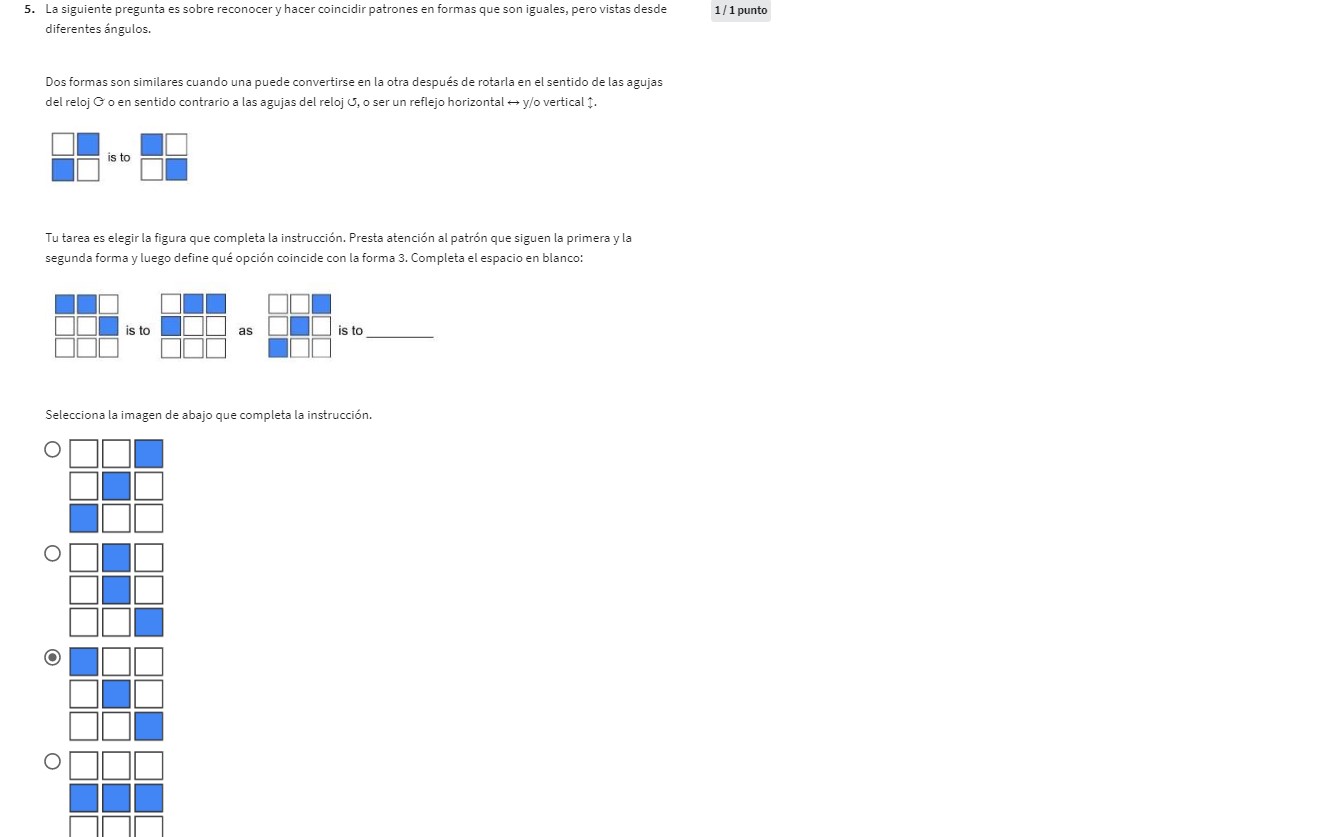 5. La siguiente pregunta es sobre reconocer y hacer coincidir patrones en formas que son iguales, pero vistas desde
diferentes ángulos.
1 / 1 punto
Dos formas son similares cuando una puede convertirse en la otra después de rotarla en el sentido de las agujas
del reloj ↻ o en sentido contrario a las agujas del reloj ↺, o ser un reflejo horizontal ↔ y/o vertical ↕.
is to
Tu tarea es elegir la figura que completa la instrucción. Presta atención al patrón que siguen la primera y la
segunda forma y luego define qué opción coincide con la forma 3. Completa el espacio en blanco:
is to as is to __________
Selecciona la imagen de abajo que completa la instrucción.